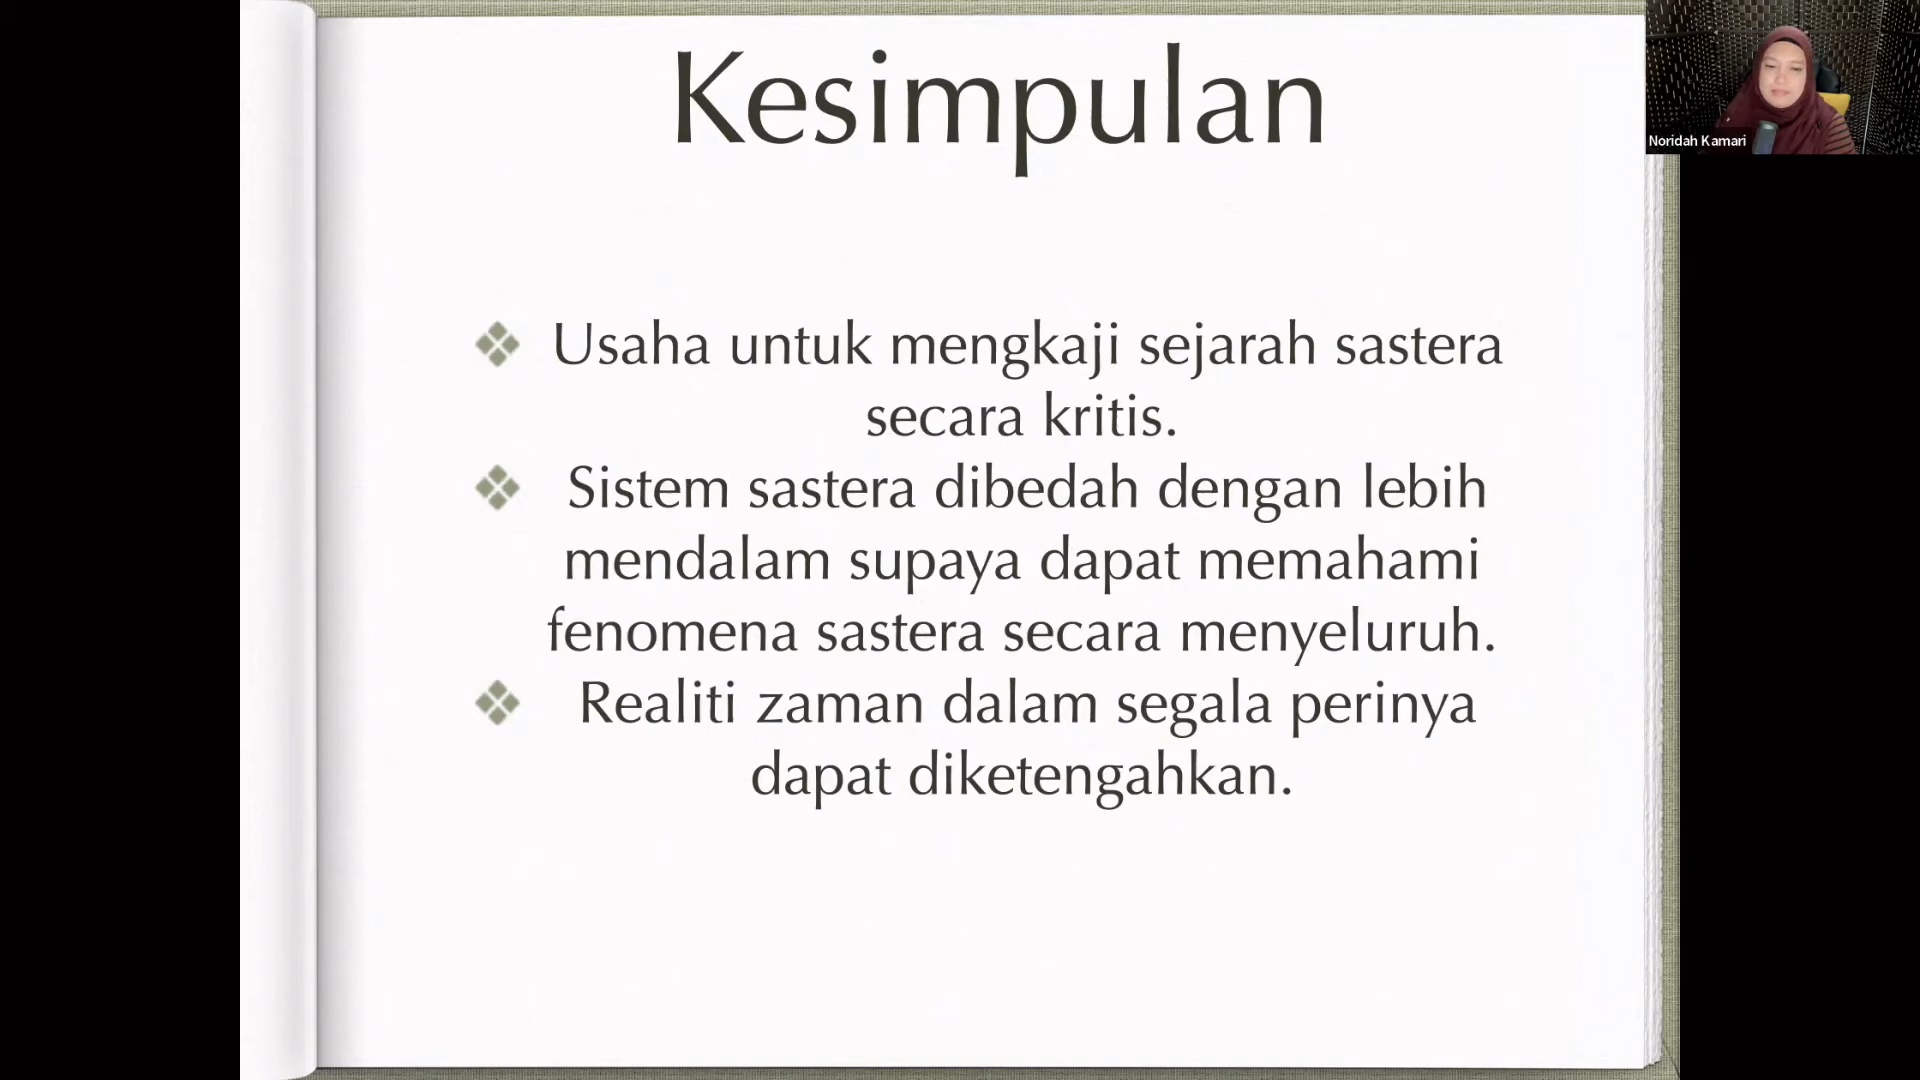 Kesimpulan
Noridah Kamari
Usaha untuk mengkaji sejarah sastera
secara kritis.
Sistem sastera dibedah dengan lebih
mendalam supaya dapat memahami
fenomena sastera secara menyeluruh.
Realiti zaman dalam segala perinya
dapat diketengahkan.